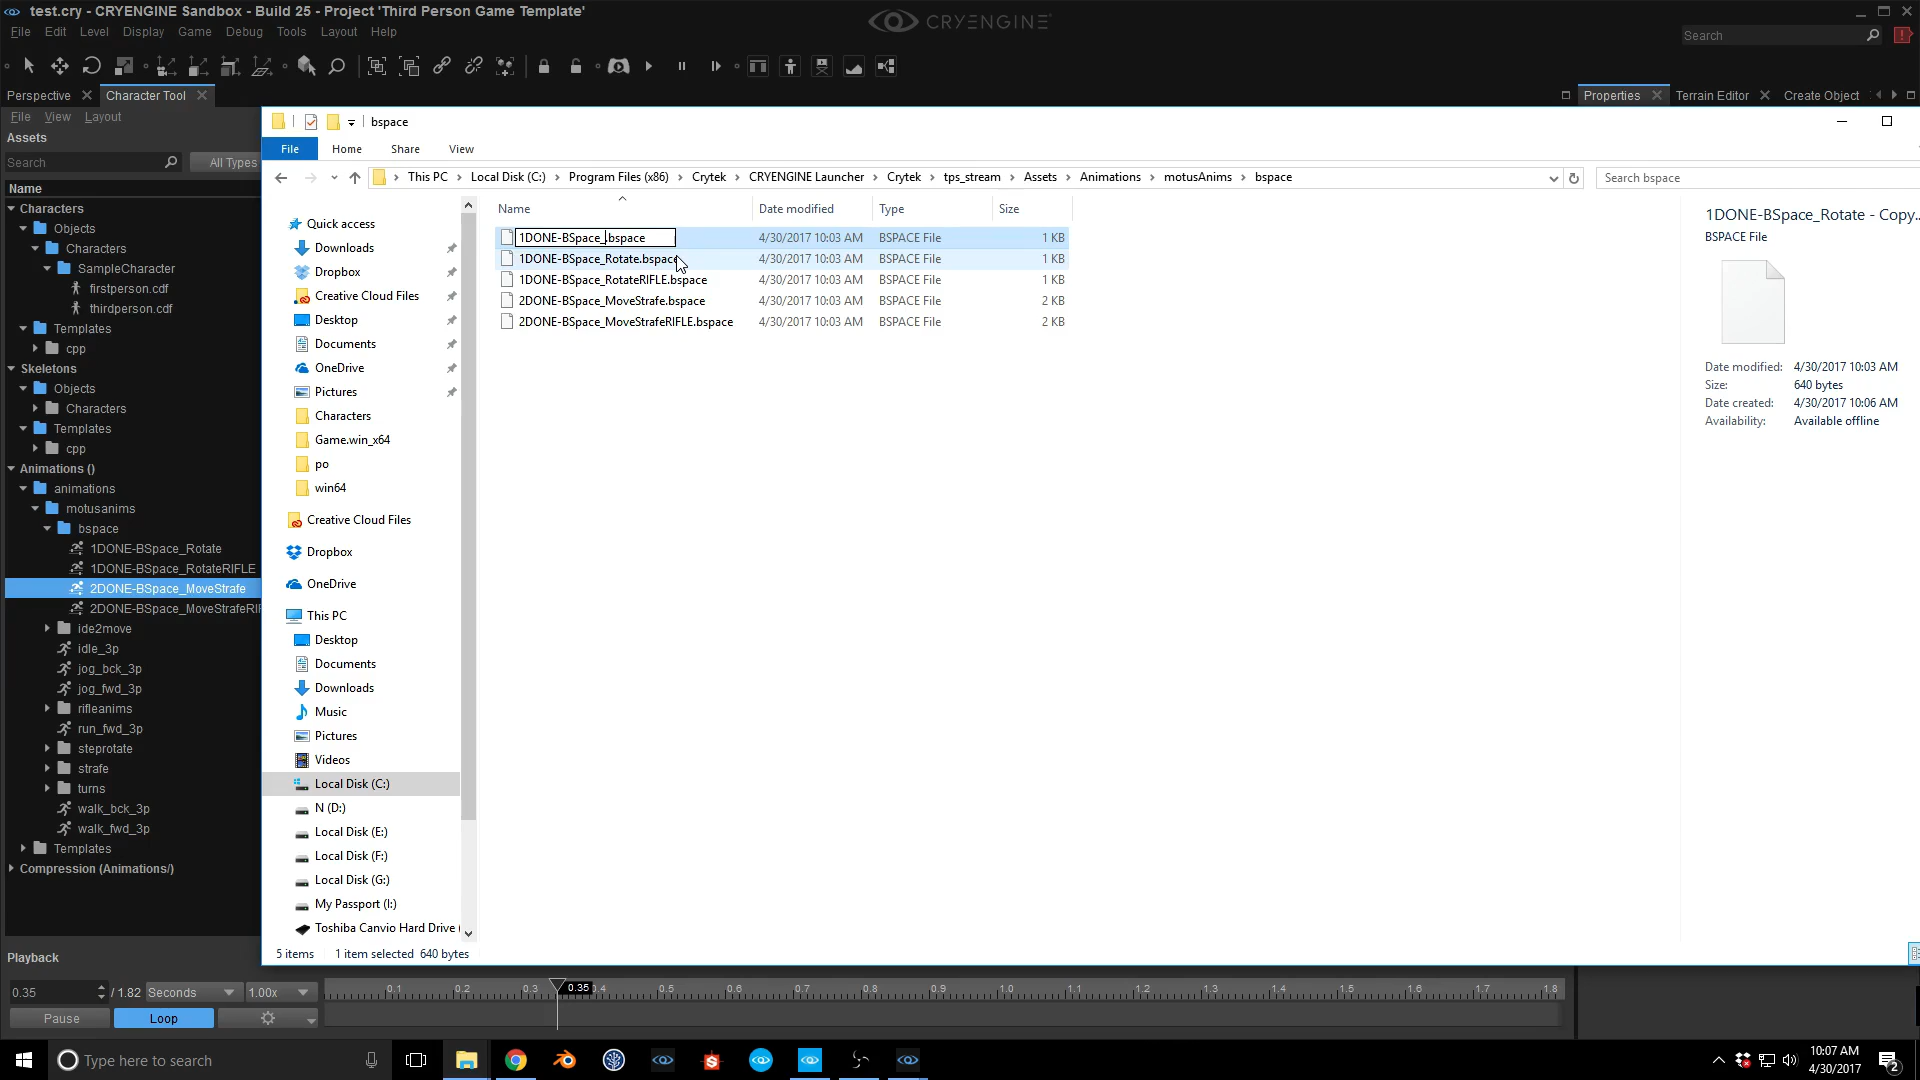 test.cry - CRYENGINE Sandbox - Build 25 - Project 'Third Person Game Template'
CRYENGINE
File Edit Level Display Game Debug Tools Layout Help
Search
Perspective Character Tool
Properties Terrain Editor Create Object
File View Layout
Assets
Search All Types
Name
Characters
Objects
Characters
SampleCharacter
firstperson.cdf
thirdperson.cdf
Templates
cpp
Skeletons
Objects
Characters
Templates
cpp
Animations ()
animations
motusanims
bspace
1DONE-BSpace_Rotate
1DONE-BSpace_RotateRIFLE
2DONE-BSpace_MoveStrafe
2DONE-BSpace_MoveStrafeRIF
ide2move
idle_3p
jog_bck_3p
jog_fwd_3p
rifleanims
run_fwd_3p
steprotate
strafe
turns
walk_bck_3p
walk_fwd_3p
Templates
Compression (Animations/)
bspace
File Home Share View
This PC Local Disk (C:) Program Files (x86) Crytek CRYENGINE Launcher Crytek tps_stream Assets Animations motusAnims bspace
Search bspace
Quick access
Downloads
Dropbox
Creative Cloud Files
Desktop
Documents
OneDrive
Pictures
Characters
Game.win_x64
po
win64
Creative Cloud Files
Dropbox
OneDrive
This PC
Desktop
Documents
Downloads
Music
Pictures
Videos
Local Disk (C:)
N (D:)
Local Disk (E:)
Local Disk (F:)
Local Disk (G:)
My Passport (I:)
Toshiba Canvio Hard Drive (
Name Date modified Type Size
1DONE-BSpace_.bspace 4/30/2017 10:03 AM BSPACE File 1 KB
1DONE-BSpace_Rotate.bspace 4/30/2017 10:03 AM BSPACE File 1 KB
1DONE-BSpace_RotateRIFLE.bspace 4/30/2017 10:03 AM BSPACE File 1 KB
2DONE-BSpace_MoveStrafe.bspace 4/30/2017 10:03 AM BSPACE File 2 KB
2DONE-BSpace_MoveStrafeRIFLE.bspace 4/30/2017 10:03 AM BSPACE File 2 KB
1DONE-BSpace_Rotate - Copy...
BSPACE File
Date modified: 4/30/2017 10:03 AM
Size: 640 bytes
Date created: 4/30/2017 10:06 AM
Availability: Available offline
5 items 1 item selected 640 bytes
Playback
0.35 / 1.82 Seconds 1.00x
0.1 0.2 0.3 0.35 0.4 0.5 0.6 0.7 0.8 0.9 1.0 1.1 1.2 1.3 1.4 1.5 1.6 1.7 1.8
Pause Loop
Type here to search
10:07 AM
4/30/2017
2